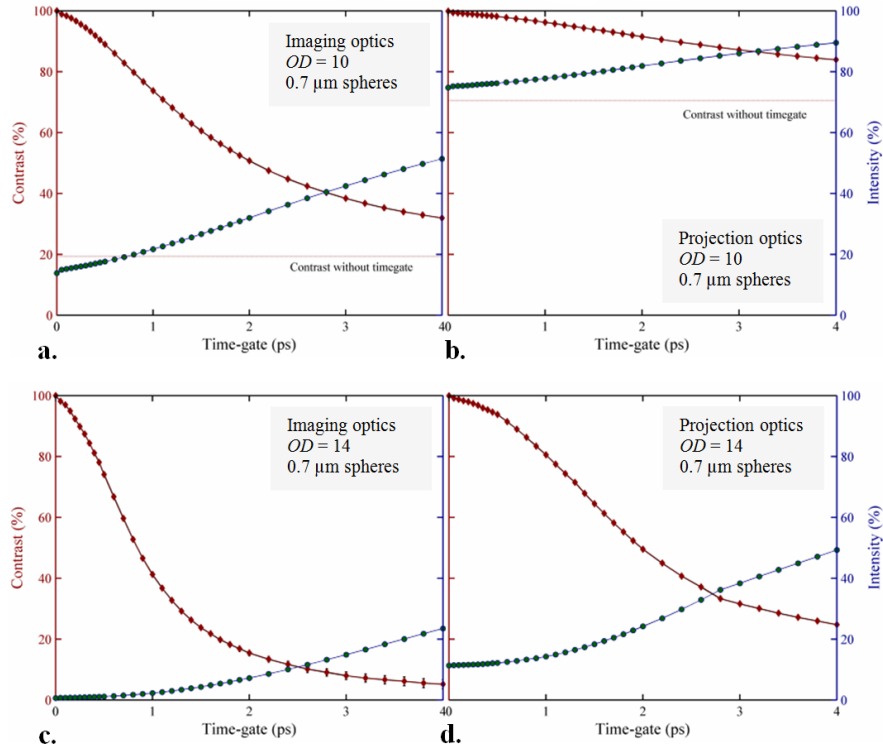 100
80
60
40
20
0
Contrast (%)
Imaging optics
OD = 10
0.7 µm spheres
Contrast without timegate
0
1
2
3
4
Time-gate (ps)
a.
100
80
60
40
20
0
Intensity (%)
Contrast without timegate
Projection optics
OD = 10
0.7 µm spheres
0
1
2
3
4
Time-gate (ps)
b.
100
80
60
40
20
0
Contrast (%)
Imaging optics
OD = 14
0.7 µm spheres
0
1
2
3
4
Time-gate (ps)
c.
100
80
60
40
20
0
Intensity (%)
Projection optics
OD = 14
0.7 µm spheres
0
1
2
3
4
Time-gate (ps)
d.